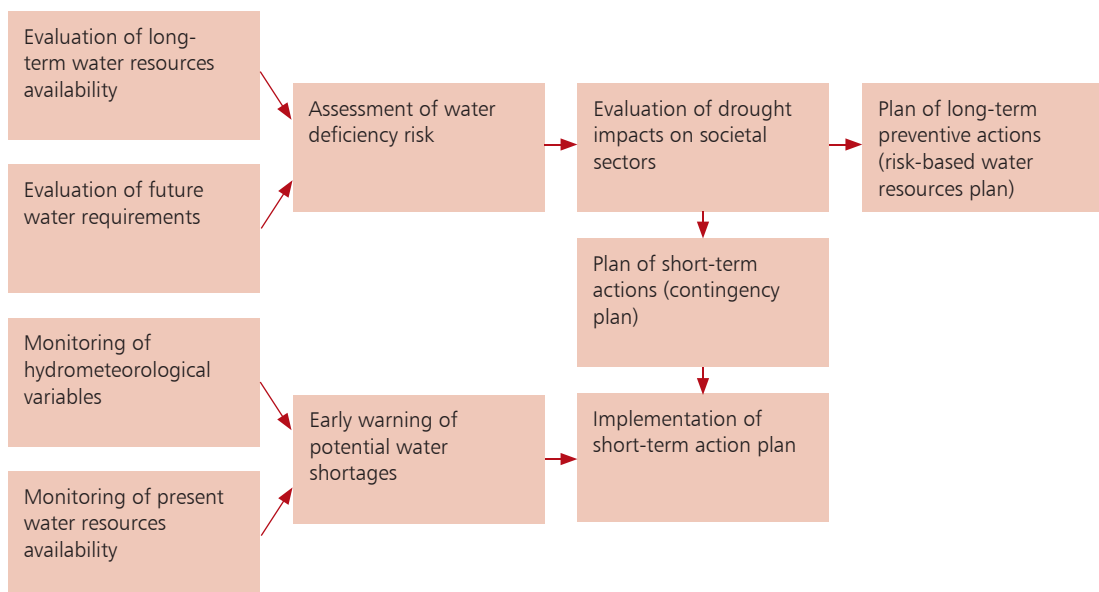 Evaluation of long-
term water resources
availability
Evaluation of future
water requirements
Monitoring of
hydrometeorological
variables
Monitoring of present
water resources
availability
Assessment of water
deficiency risk
Early warning of
potential water
shortages
Evaluation of drought
impacts on societal
sectors
Plan of short-term
actions (contingency
plan)
Implementation of
short-term action plan
Plan of long-term
preventive actions
(risk-based water
resources plan)